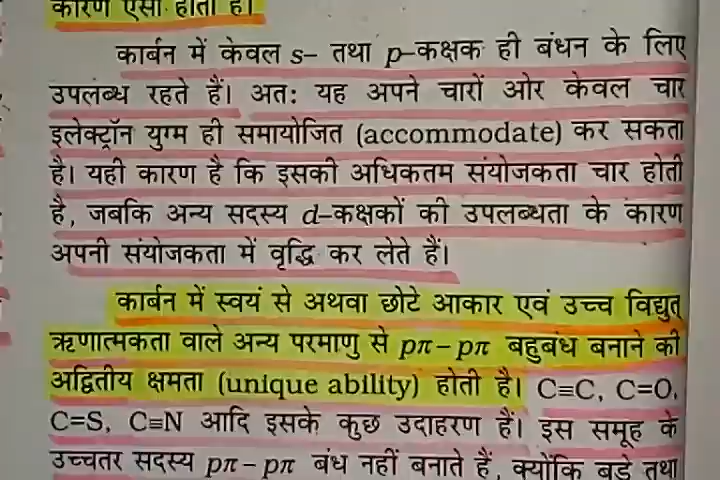 कारण ऐसा होता है।
कार्बन में केवल s– तथा p–कक्षक ही बंधन के लिए
उपलब्ध रहते हैं। अतः यह अपने चारों ओर केवल चार
इलेक्ट्रॉन युग्म ही समायोजित (accommodate) कर सकता
है। यही कारण है कि इसकी अधिकतम संयोजकता चार होती
है, जबकि अन्य सदस्य d–कक्षकों की उपलब्धता के कारण
अपनी संयोजकता में वृद्धि कर लेते हैं।
कार्बन में स्वयं से अथवा छोटे आकार एवं उच्च विद्युत्
ऋणात्मकता वाले अन्य परमाणु से pπ – pπ बहुबंध बनाने की
अद्वितीय क्षमता (unique ability) होती है। C≡C, C=O,
C=S, C≡N आदि इसके कुछ उदाहरण हैं। इस समूह के
उच्चतर सदस्य pπ – pπ बंध नहीं बनाते हैं, क्योंकि बड़े तथा